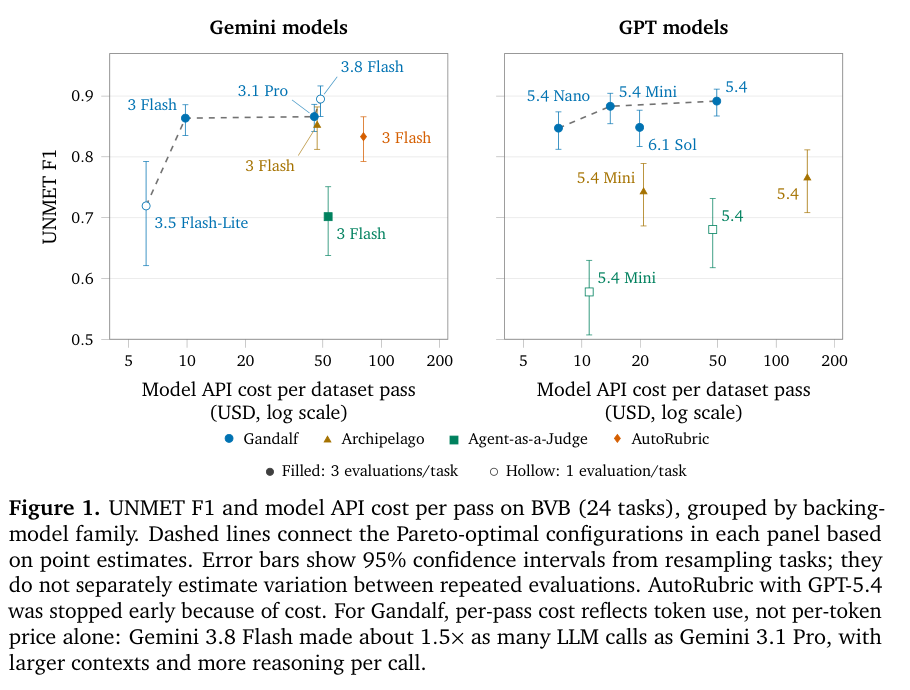 Gemini models
GPT models
UNMET F1
0.9
0.8
0.7
0.6
0.5
3 Flash
3.1 Pro
3.8 Flash
3 Flash
3 Flash
3.5 Flash-Lite
3 Flash
5 10 20 50 100 200
Model API cost per dataset pass
(USD, log scale)
5.4 Nano
5.4 Mini
5.4
6.1 Sol
5.4 Mini
5.4
5.4
5.4 Mini
5 10 20 50 100 200
Model API cost per dataset pass
(USD, log scale)
Gandalf Archipelago Agent-as-a-Judge AutoRubric
Filled: 3 evaluations/task Hollow: 1 evaluation/task
Figure 1. UNMET F1 and model API cost per pass on BVB (24 tasks), grouped by backing-
model family. Dashed lines connect the Pareto-optimal configurations in each panel based
on point estimates. Error bars show 95% confidence intervals from resampling tasks; they
do not separately estimate variation between repeated evaluations. AutoRubric with GPT-5.4
was stopped early because of cost. For Gandalf, per-pass cost reflects token use, not per-token
price alone: Gemini 3.8 Flash made about 1.5× as many LLM calls as Gemini 3.1 Pro, with
larger contexts and more reasoning per call.